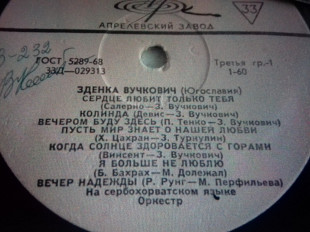 АПРЕЛЕВСКИЙ ЗАВОД
33
ГОСТ 5289-68
33Д—029313
Третья гр.-1
1-60
ЗДЕНКА ВУЧКОВИЧ (Югославия)
СЕРДЦЕ ЛЮБИТ ТОЛЬКО ТЕБЯ
(Салерно — З. Вучкович)
КОЛИНДА (Девис — З. Вучкович)
ВЕЧЕРОМ БУДУ ЗДЕСЬ (П. Тенко — З. Вучкович)
ПУСТЬ МИР ЗНАЕТ О НАШЕЙ ЛЮБВИ
(Х. Цахран — З. Туркулин)
КОГДА СОЛНЦЕ ЗДОРОВАЕТСЯ С ГОРАМИ
(Винсент — З. Вучкович)
Я БОЛЬШЕ НЕ ЛЮБЛЮ
(Б. Бахрах — М. Долежал)
ВЕЧЕР НАДЕЖДЫ (Р. Рунг — М. Перфильева)
На сербохорватском языке
Оркестр